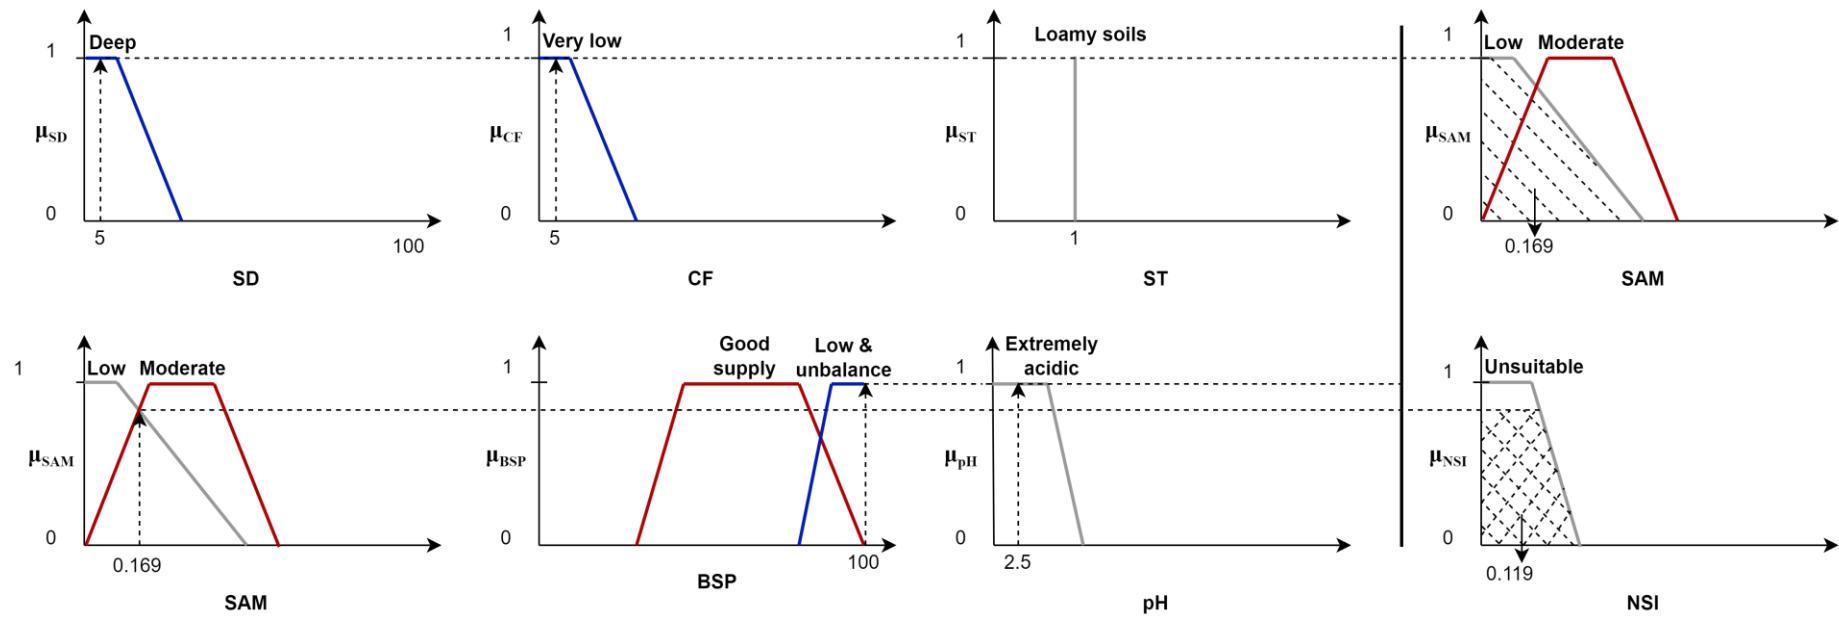 Deep
1
μSD
0
5
100
SD
Very low
1
μCF
0
5
CF
Loamy soils
1
μST
0
1
ST
Low Moderate
1
μSAM
0
0.169
SAM
Low Moderate
1
μSAM
0
0.169
SAM
Good
supply
Low &
unbalance
1
μBSP
0
100
BSP
Extremely
acidic
1
μpH
0
2.5
pH
Unsuitable
1
μNSI
0
0.119
NSI